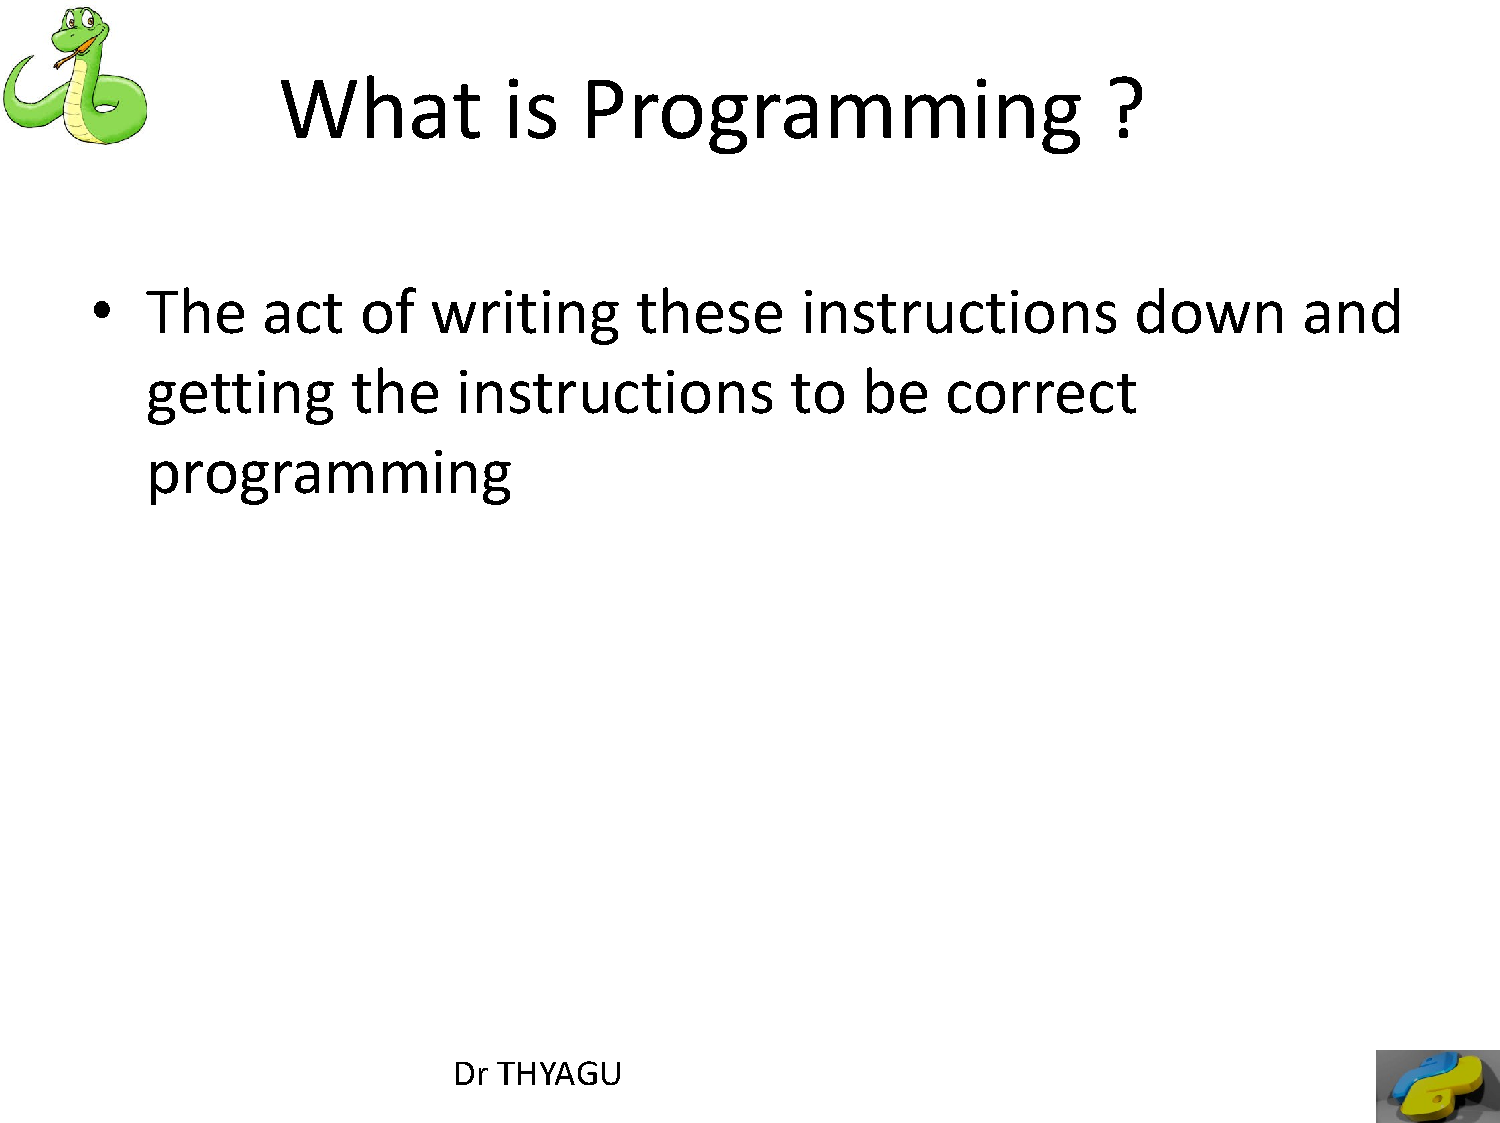 What is Programming ?
• The act of writing these instructions down and
getting the instructions to be correct
programming
Dr THYAGU